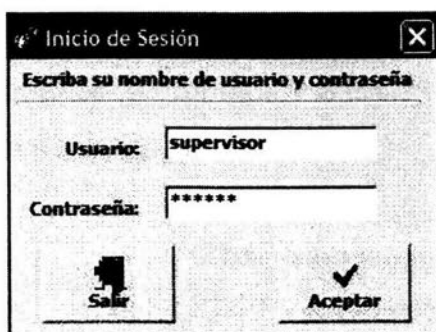 Inicio de Sesión
Escriba su nombre de usuario y contraseña
Usuario: supervisor
Contraseña: ******
Salir
Aceptar